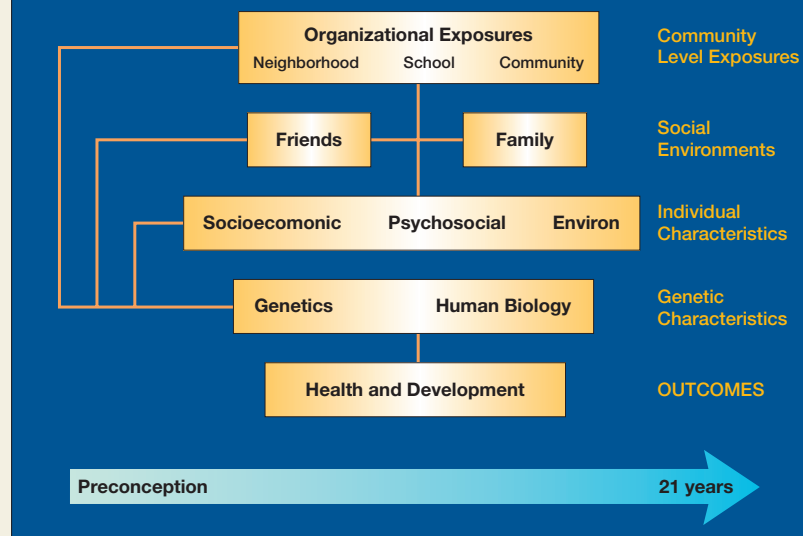 Organizational Exposures
Neighborhood School Community
Community
Level Exposures
Friends
Family
Social
Environments
Socioecomonic Psychosocial Environ
Individual
Characteristics
Genetics Human Biology
Genetic
Characteristics
Health and Development
OUTCOMES
Preconception 21 years